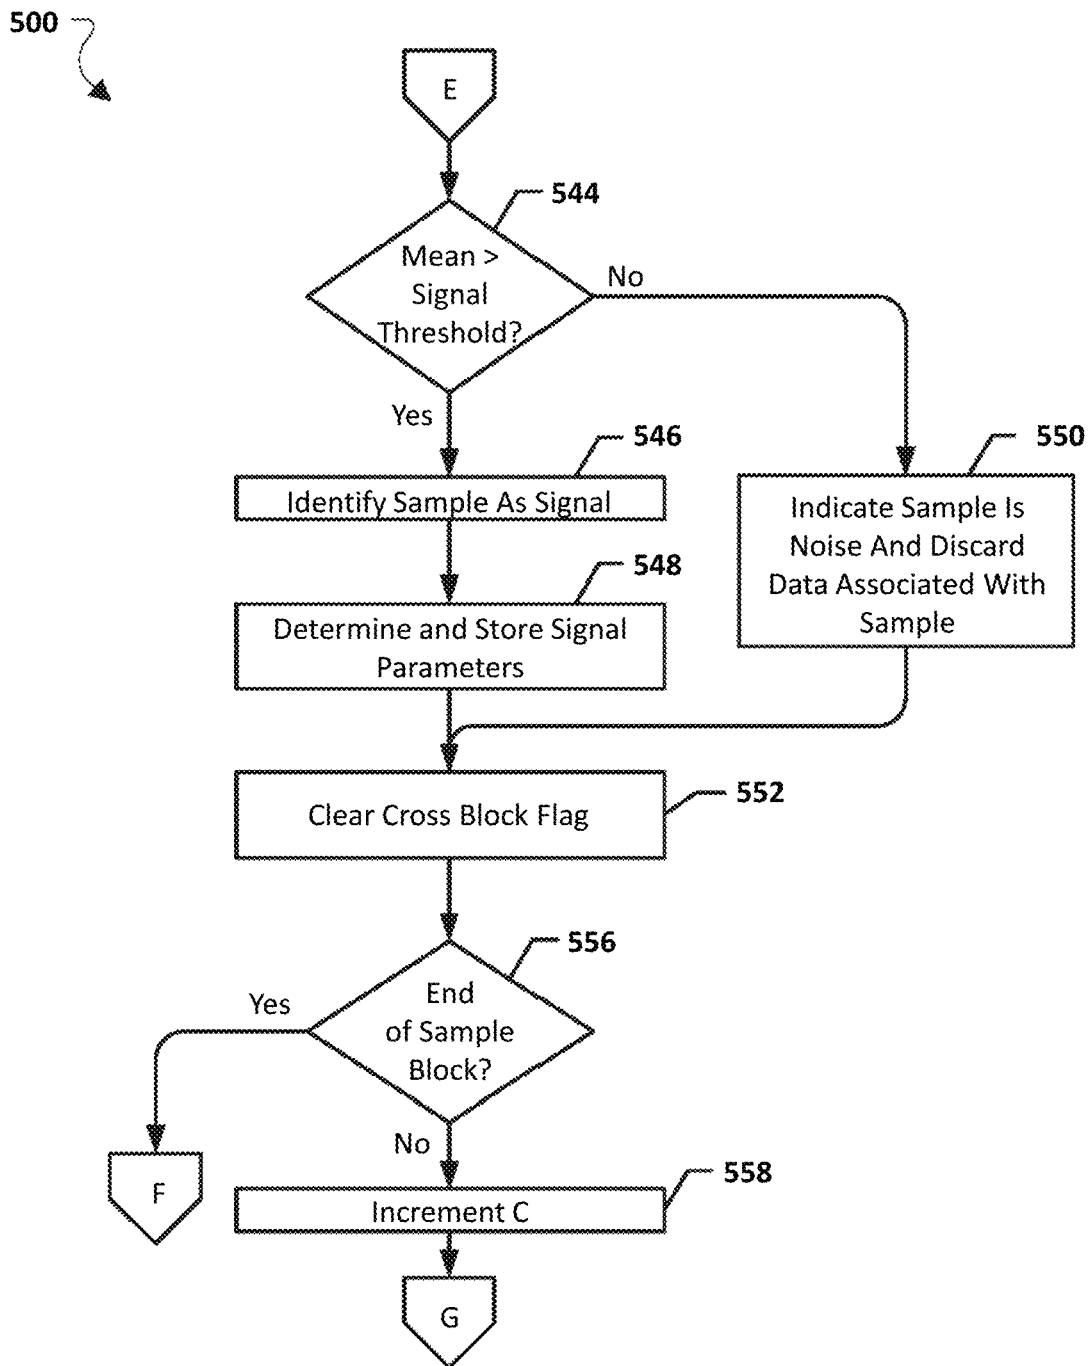 500
E
544
Mean >
Signal
Threshold?
No
Yes
546
Identify Sample As Signal
550
Indicate Sample Is
Noise And Discard
Data Associated With
Sample
548
Determine and Store Signal
Parameters
552
Clear Cross Block Flag
556
End
of Sample
Block?
Yes
No
F
558
Increment C
G